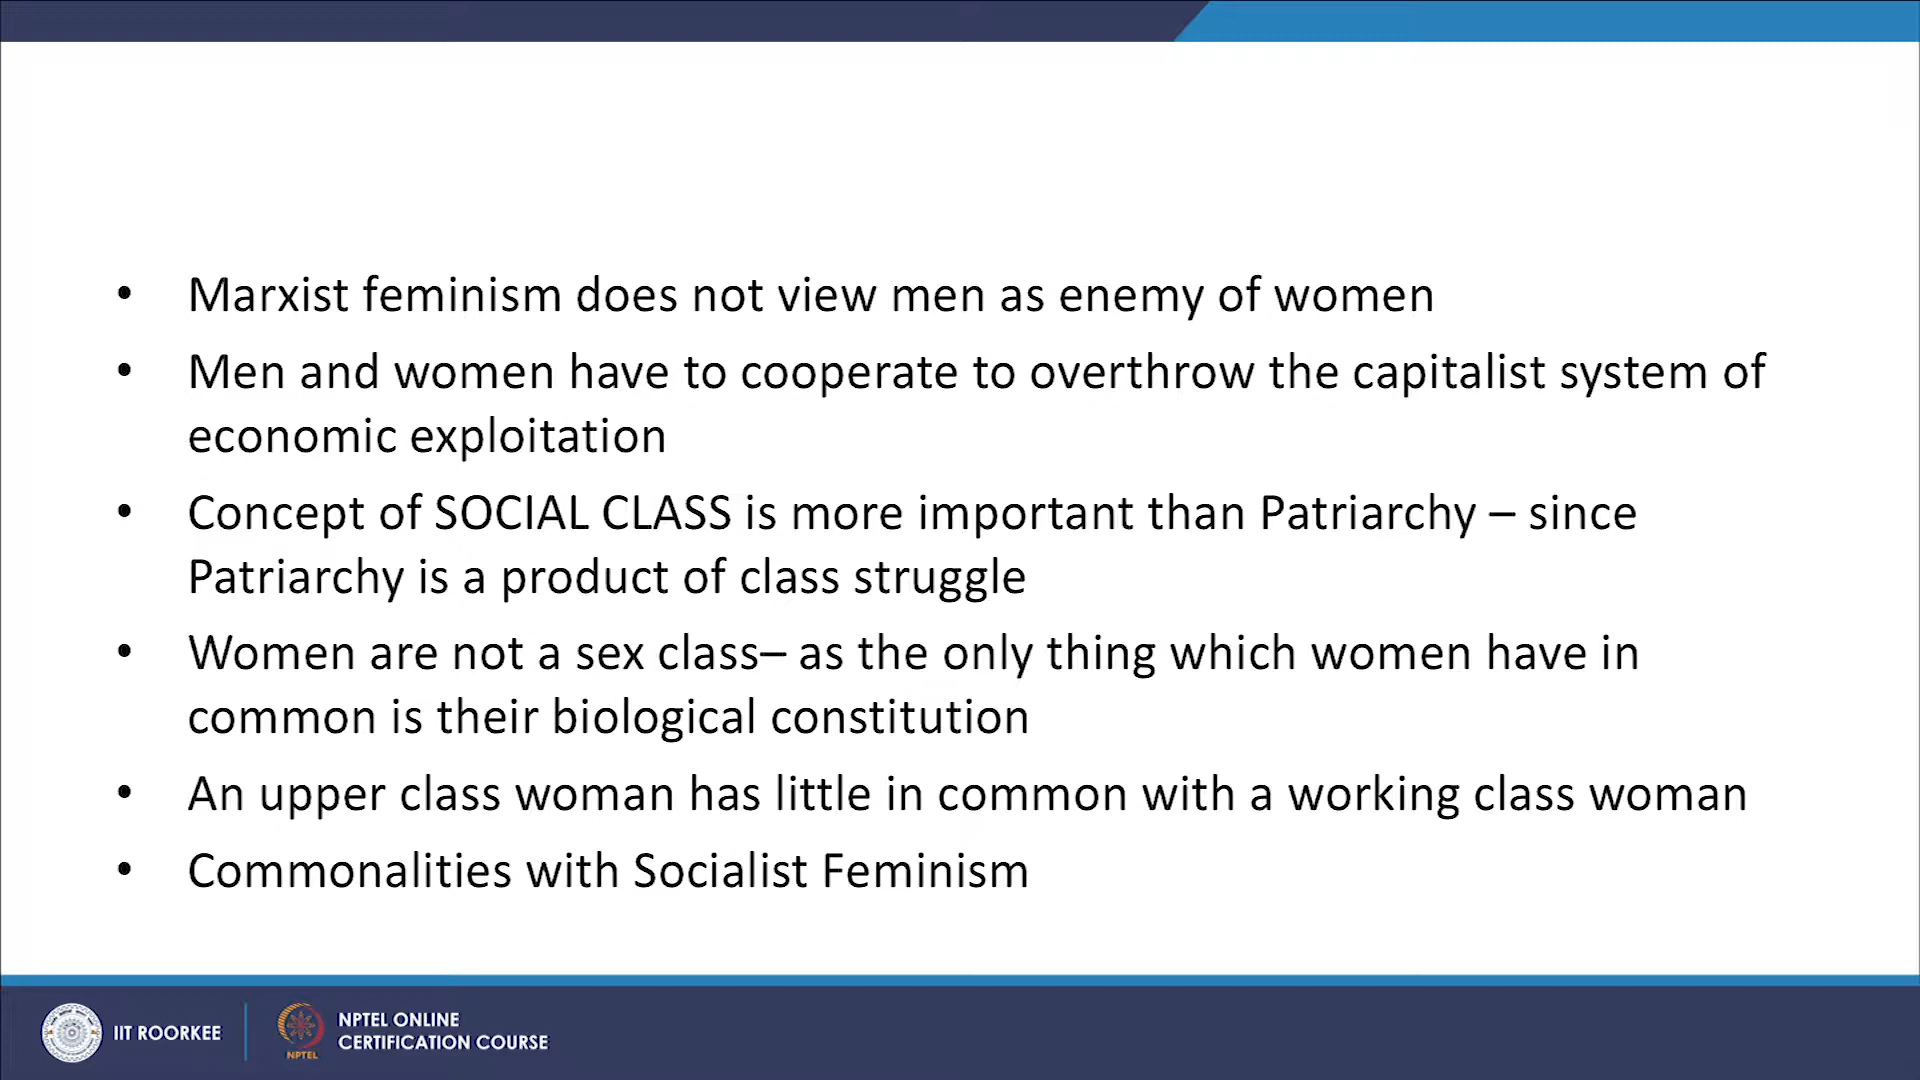 • Marxist feminism does not view men as enemy of women
• Men and women have to cooperate to overthrow the capitalist system of
economic exploitation
• Concept of SOCIAL CLASS is more important than Patriarchy – since
Patriarchy is a product of class struggle
• Women are not a sex class– as the only thing which women have in
common is their biological constitution
• An upper class woman has little in common with a working class woman
• Commonalities with Socialist Feminism
IIT ROORKEE
NPTEL
NPTEL ONLINE
CERTIFICATION COURSE